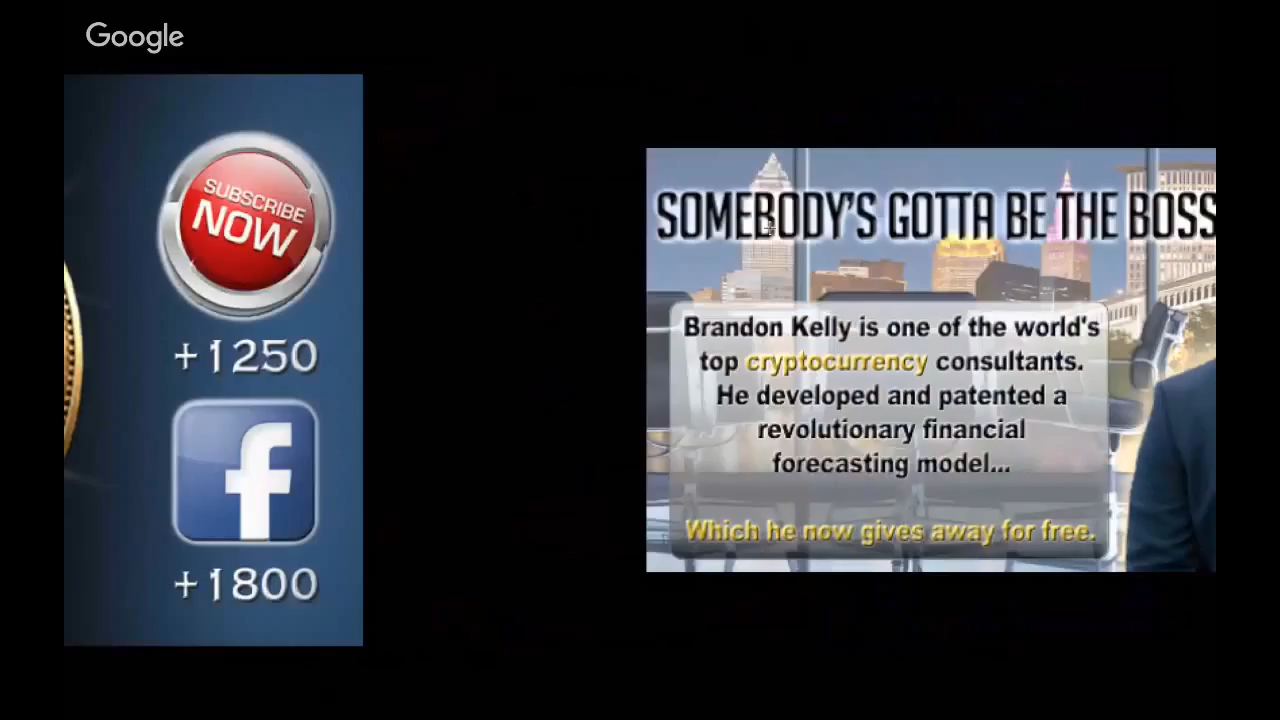 Google
SUBSCRIBE
NOW
+1250
f
+1800
SOMEBODY'S GOTTA BE THE BOSS
Brandon Kelly is one of the world's
top cryptocurrency consultants.
He developed and patented a
revolutionary financial
forecasting model...
Which he now gives away for free.